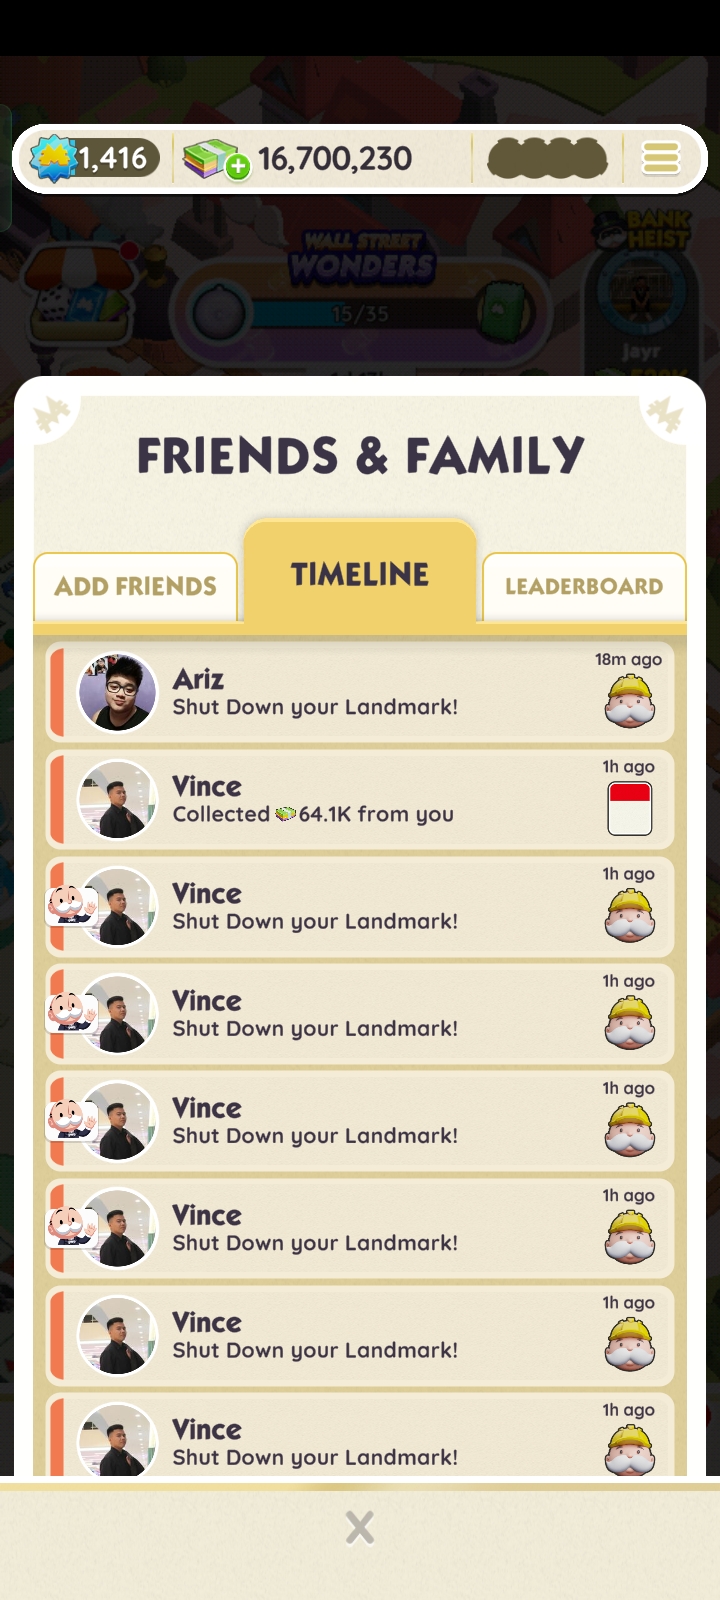 1,416
16,700,230
WALL STREET
WONDERS
15/35
BANK
HEIST
Jayr
FRIENDS & FAMILY
ADD FRIENDS
TIMELINE
LEADERBOARD
18m ago
Ariz
Shut Down your Landmark!
1h ago
Vince
Collected 64.1K from you
1h ago
Vince
Shut Down your Landmark!
1h ago
Vince
Shut Down your Landmark!
1h ago
Vince
Shut Down your Landmark!
1h ago
Vince
Shut Down your Landmark!
1h ago
Vince
Shut Down your Landmark!
1h ago
Vince
Shut Down your Landmark!
X